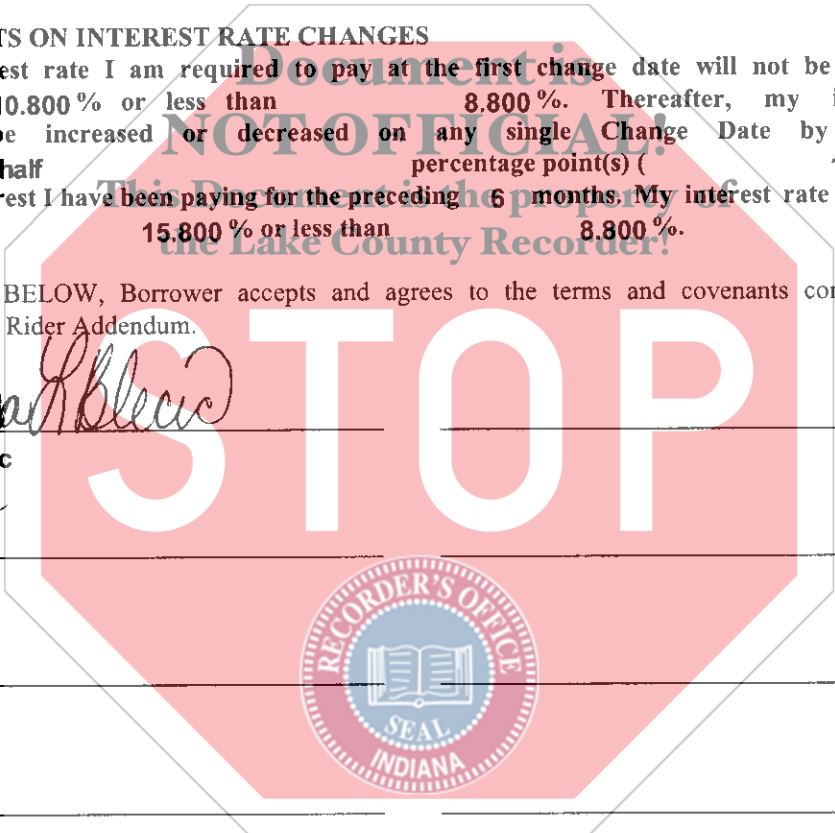 TS ON INTEREST RATE CHANGES
est rate I am required to pay at the first change date will not be
10.800 % or less than 8.800 %. Thereafter, my i
be increased or decreased on any single Change Date by
half percentage point(s) (
rest I have been paying for the preceding 6 months. My interest rate
15.800 % or less than 8.800 %.
BELOW, Borrower accepts and agrees to the terms and covenants con
Rider Addendum.
c
Document is
NOT OFFICIAL!
This Document is the property of
the Lake County Recorder!
STOP
RECORDER'S OFFICE
SEAL
INDIANA